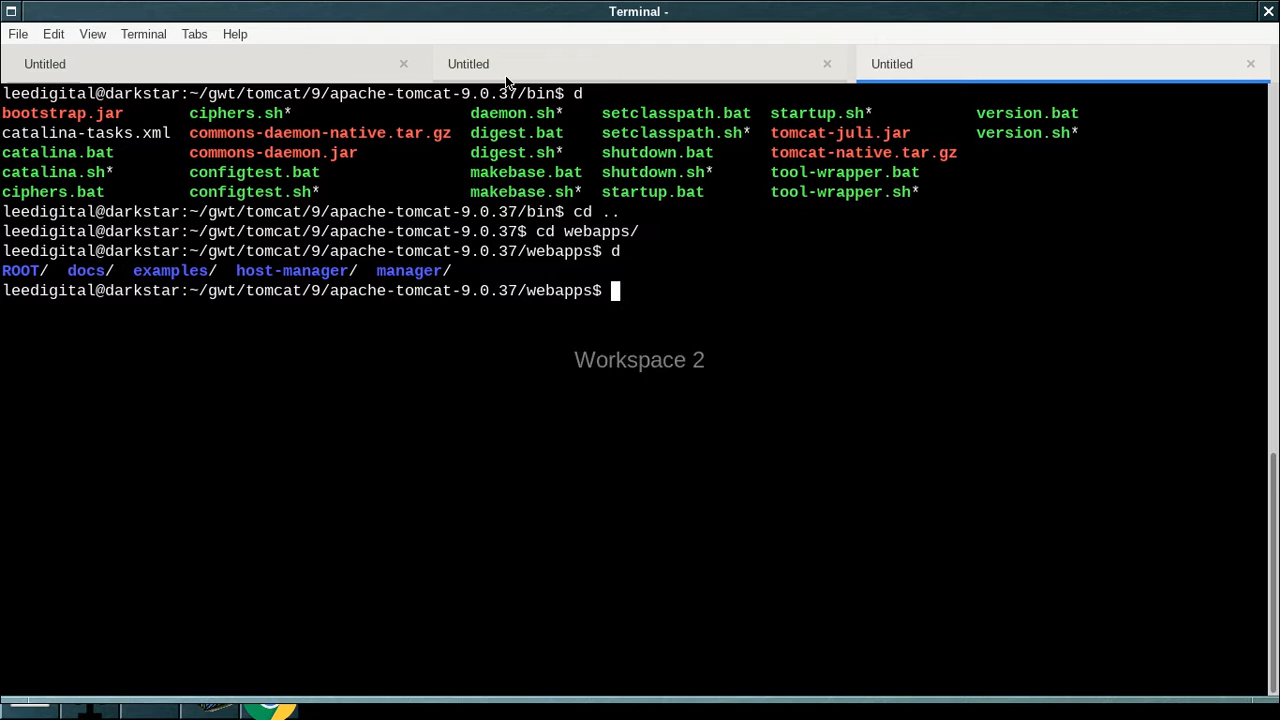 Terminal -
File Edit View Terminal Tabs Help
Untitled Untitled Untitled
leedigital@darkstar:~/gwt/tomcat/9/apache-tomcat-9.0.37/bin$ d
bootstrap.jar ciphers.sh* daemon.sh* setclasspath.bat startup.sh* version.bat
catalina-tasks.xml commons-daemon-native.tar.gz digest.bat setclasspath.sh* tomcat-juli.jar version.sh*
catalina.bat commons-daemon.jar digest.sh* shutdown.bat tomcat-native.tar.gz
catalina.sh* configtest.bat makebase.bat shutdown.sh* tool-wrapper.bat
ciphers.bat configtest.sh* makebase.sh* startup.bat tool-wrapper.sh*
leedigital@darkstar:~/gwt/tomcat/9/apache-tomcat-9.0.37/bin$ cd ..
leedigital@darkstar:~/gwt/tomcat/9/apache-tomcat-9.0.37$ cd webapps/
leedigital@darkstar:~/gwt/tomcat/9/apache-tomcat-9.0.37/webapps$ d
ROOT/ docs/ examples/ host-manager/ manager/
leedigital@darkstar:~/gwt/tomcat/9/apache-tomcat-9.0.37/webapps$
Workspace 2